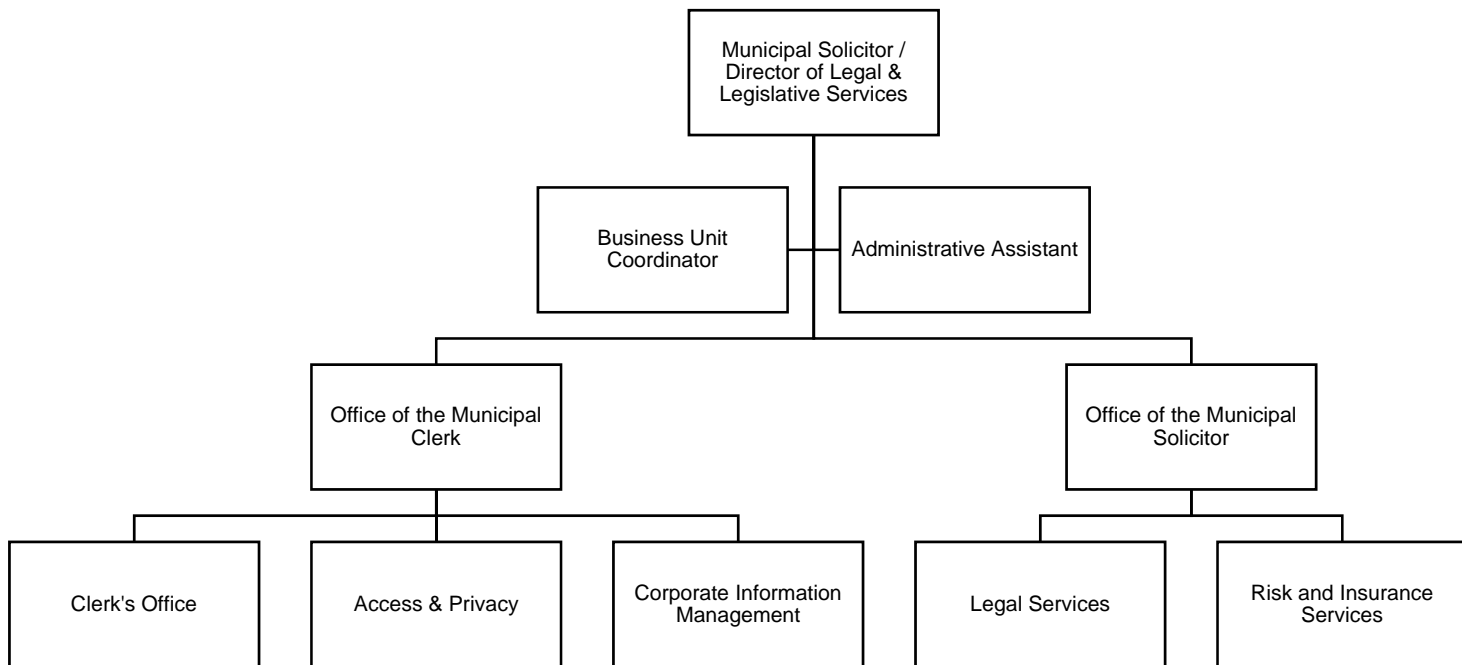 Municipal Solicitor /
Director of Legal &
Legislative Services
Business Unit
Coordinator
Administrative Assistant
Office of the Municipal
Clerk
Office of the Municipal
Solicitor
Clerk's Office
Access & Privacy
Corporate Information
Management
Legal Services
Risk and Insurance
Services